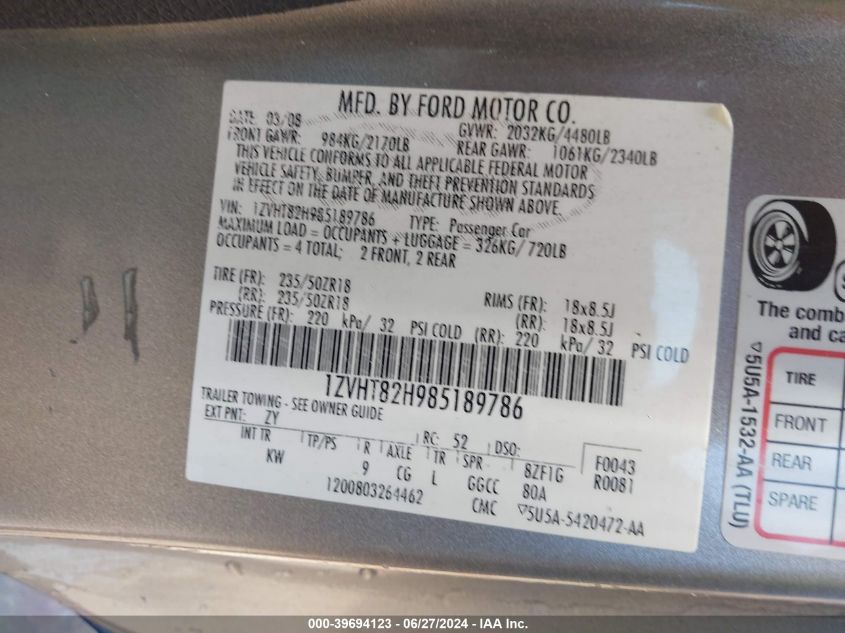 MFD. BY FORD MOTOR CO.
DATE 03/08 GVWR: 2032KG/4480LB
FRONT GAWR: 984KG/2170LB REAR GAWR: 1061KG/2340LB
THIS VEHICLE CONFORMS TO ALL APPLICABLE FEDERAL MOTOR
VEHICLE SAFETY, BUMPER, AND THEFT PREVENTION STANDARDS
IN EFFECT ON THE DATE OF MANUFACTURE SHOWN ABOVE.
VIN: 1ZVHT82H985189786 TYPE: Passenger Car
MAXIMUM LOAD = OCCUPANTS + LUGGAGE = 326KG/720LB
OCCUPANTS = 4 TOTAL; 2 FRONT, 2 REAR
TIRE (FR): 235/50ZR18 RIMS (FR): 18x8.5J
(RR): 235/50ZR18 (RR): 18x8.5J
PRESSURE (FR): 220 kPa/ 32 PSI COLD (RR): 220 kPa/ 32 PSI COLD
1ZVHT82H985189786
TRAILER TOWING - SEE OWNER GUIDE
EXT PNT: ZY RC: 52 DSO:
INT TR TP/PS R AXLE TR SPR 8ZF1G F0043
KW 9 CG L GGCC 80A R0081
1200803264462 CMC ▽5U5A-5420472-AA
The comb
and ca
TIRE
FRONT
REAR
SPARE
▽5U5A-1532-AA (TLU)
000-39694123 - 06/27/2024 - IAA Inc.